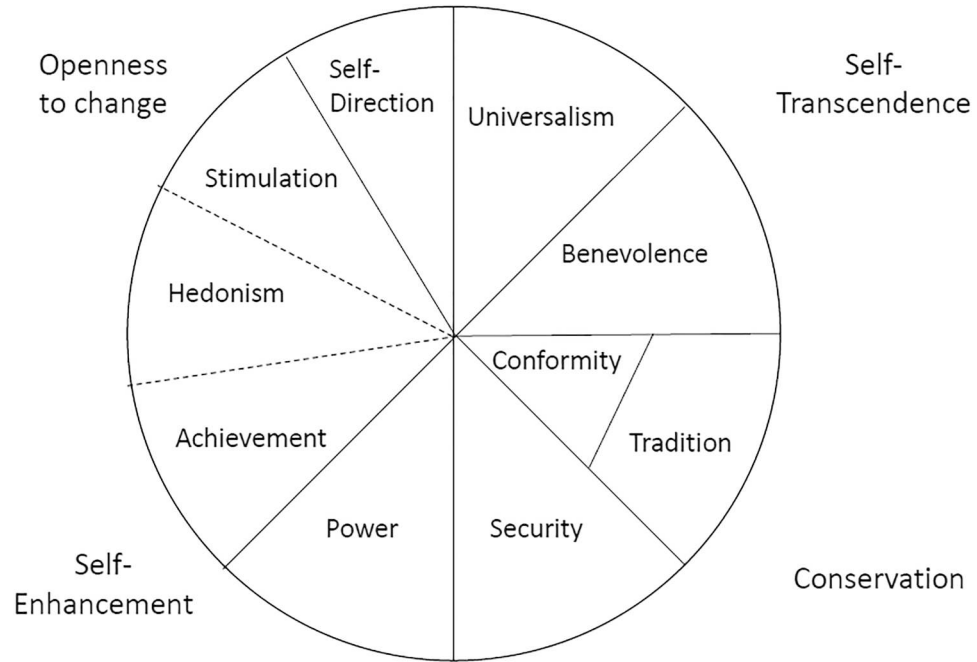 Openness
to change
Self-
Direction
Universalism
Self-
Transcendence
Stimulation
Benevolence
Hedonism
Conformity
Achievement
Tradition
Power
Security
Self-
Enhancement
Conservation